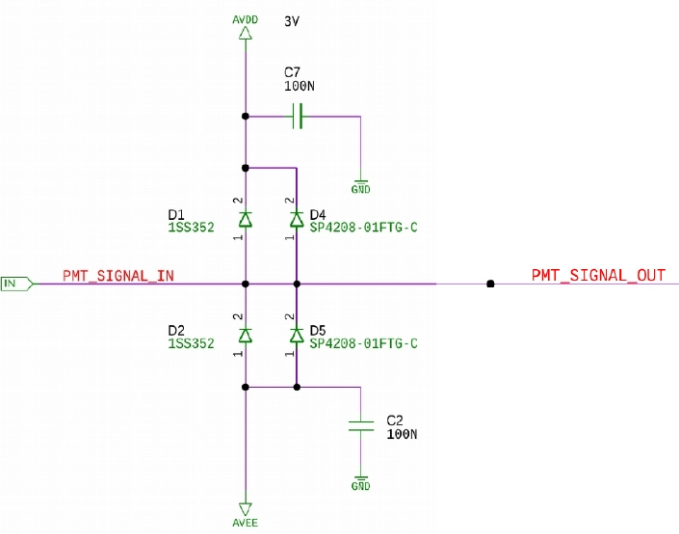 AVDD 3V
C7
100N
GND
2 2
D1 D4
1SS352 SP4208-01FTG-C
1 1
IN PMT_SIGNAL_IN PMT_SIGNAL_OUT
2 2
D2 D5
1SS352 SP4208-01FTG-C
1 1
C2
100N
GND
AVEE